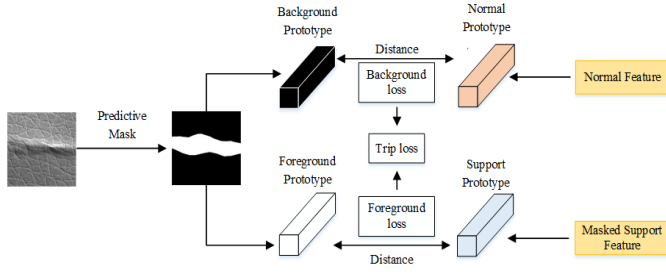 Background
Prototype
Normal
Prototype
Distance
Background
loss
Normal Feature
Predictive
Mask
Trip loss
Foreground
Prototype
Support
Prototype
Foreground
loss
Masked Support
Feature
Distance